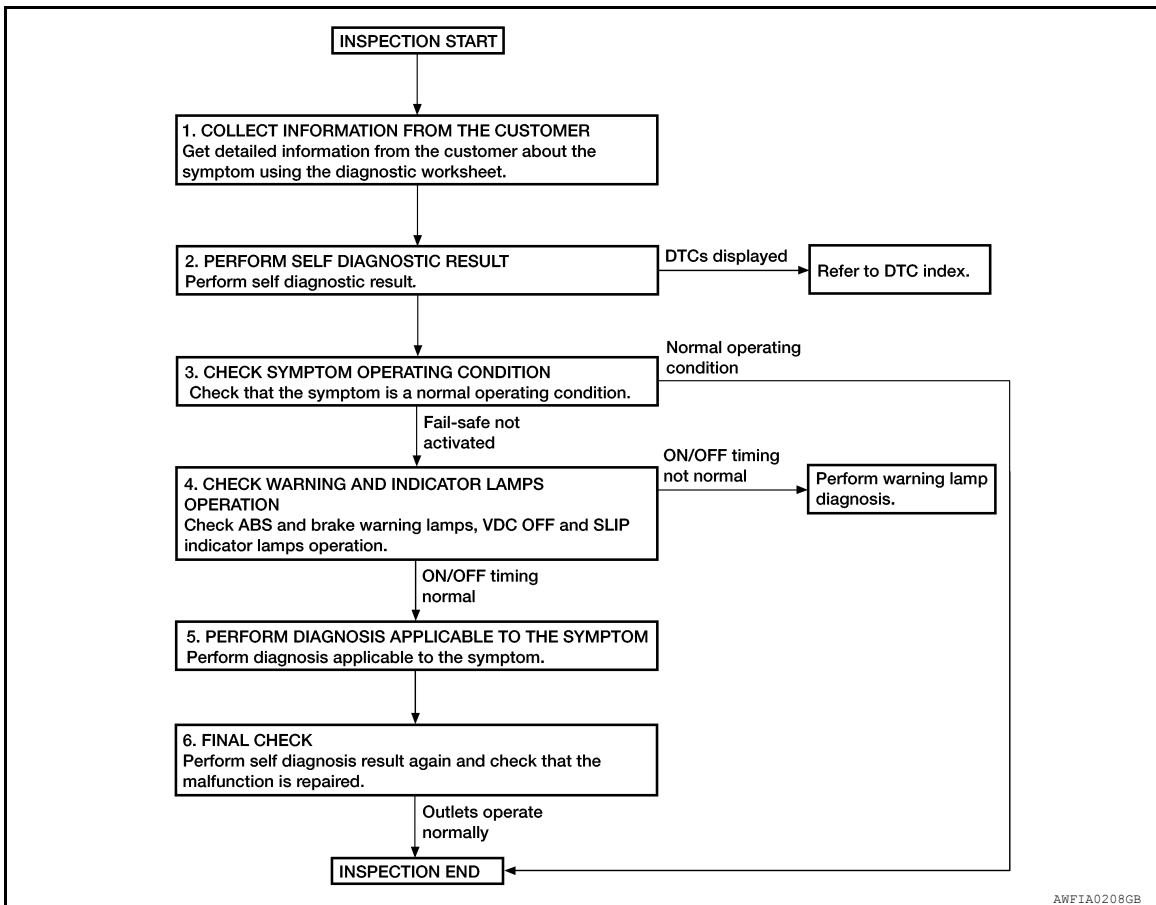 INSPECTION START
1. COLLECT INFORMATION FROM THE CUSTOMER
Get detailed information from the customer about the
symptom using the diagnostic worksheet.
2. PERFORM SELF DIAGNOSTIC RESULT
Perform self diagnostic result.
DTCs displayed
Refer to DTC index.
3. CHECK SYMPTOM OPERATING CONDITION
Check that the symptom is a normal operating condition.
Normal operating
condition
Fail-safe not
activated
4. CHECK WARNING AND INDICATOR LAMPS
OPERATION
Check ABS and brake warning lamps, VDC OFF and SLIP
indicator lamps operation.
ON/OFF timing
not normal
Perform warning lamp
diagnosis.
ON/OFF timing
normal
5. PERFORM DIAGNOSIS APPLICABLE TO THE SYMPTOM
Perform diagnosis applicable to the symptom.
6. FINAL CHECK
Perform self diagnosis result again and check that the
malfunction is repaired.
Outlets operate
normally
INSPECTION END
AWFIA0208GB